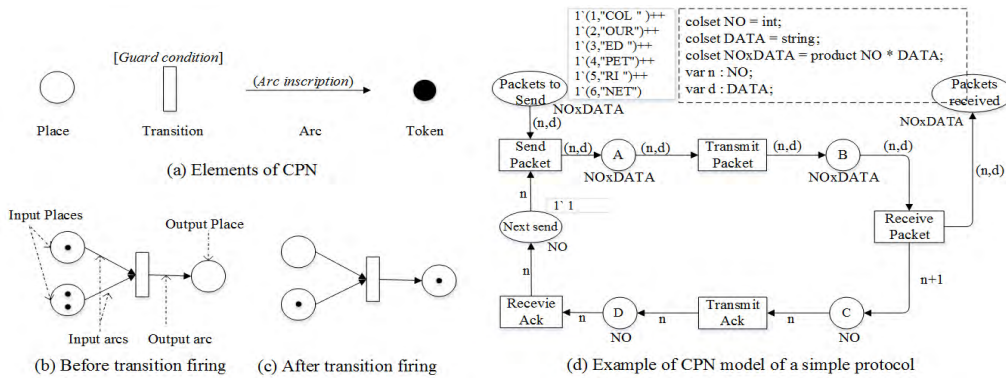 [Guard condition]
(Arc inscription)
Place
Transition
Arc
Token
(a) Elements of CPN
Input Places
Output Place
Input arcs
Output arc
(b) Before transition firing
(c) After transition firing
1`(1,"COL ")++
1`(2,"OUR")++
1`(3,"ED ")++
1`(4,"PET")++
1`(5,"RI ")++
1`(6,"NET")
colset NO = int;
colset DATA = string;
colset NOxDATA = product NO * DATA;
var n : NO;
var d : DATA;
Packets to
Send
NOxDATA
(n,d)
Packets
received
NOxDATA
Send
Packet
(n,d)
A
NOxDATA
(n,d)
Transmit
Packet
(n,d)
B
NOxDATA
(n,d)
(n,d)
Receive
Packet
n
1` 1
Next send
NO
n
n+1
Recevie
Ack
n
D
NO
n
Transmit
Ack
n
C
NO
(d) Example of CPN model of a simple protocol